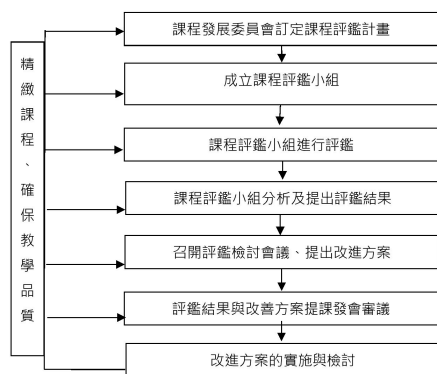 精緻課程、確保教學品質
課程發展委員會訂定課程評鑑計畫
成立課程評鑑小組
課程評鑑小組進行評鑑
課程評鑑小組分析及提出評鑑結果
召開評鑑檢討會議、提出改進方案
評鑑結果與改善方案提課發會審議
改進方案的實施與檢討